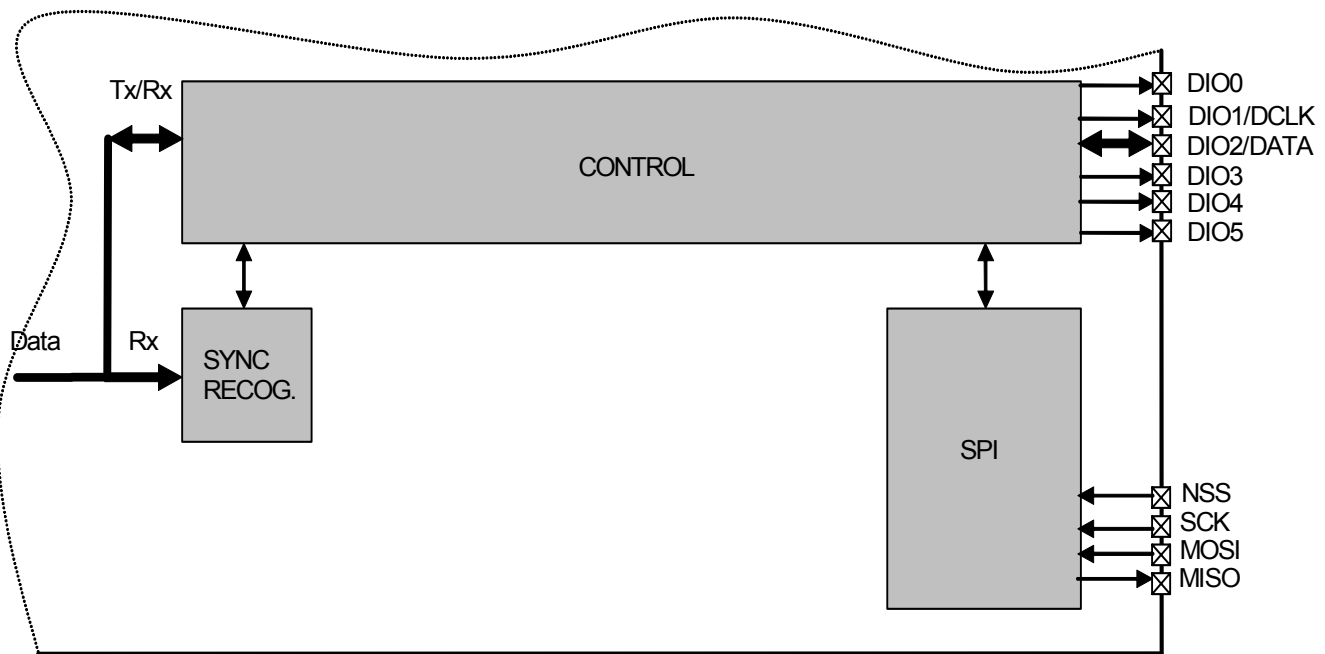 Tx/Rx
CONTROL
DIO0
DIO1/DCLK
DIO2/DATA
DIO3
DIO4
DIO5
Data
Rx
SYNC
RECOG.
SPI
NSS
SCK
MOSI
MISO